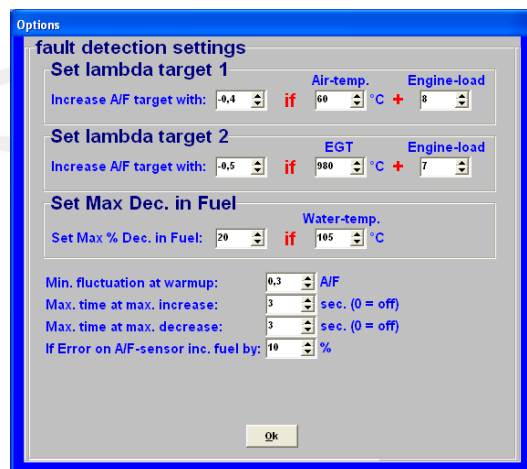 Options
fault detection settings
Set lambda target 1
Air-temp. Engine-load
Increase A/F target with: -0,4 if 60 °C + 8
Set lambda target 2
EGT Engine-load
Increase A/F target with: -0,5 if 980 °C + 7
Set Max Dec. in Fuel
Water-temp.
Set Max % Dec. in Fuel: 20 if 105 °C
Min. fluctuation at warmup: 0,3 A/F
Max. time at max. increase: 3 sec. (0 = off)
Max. time at max. decrease: 3 sec. (0 = off)
If Error on A/F-sensor inc. fuel by: 10 %
Ok